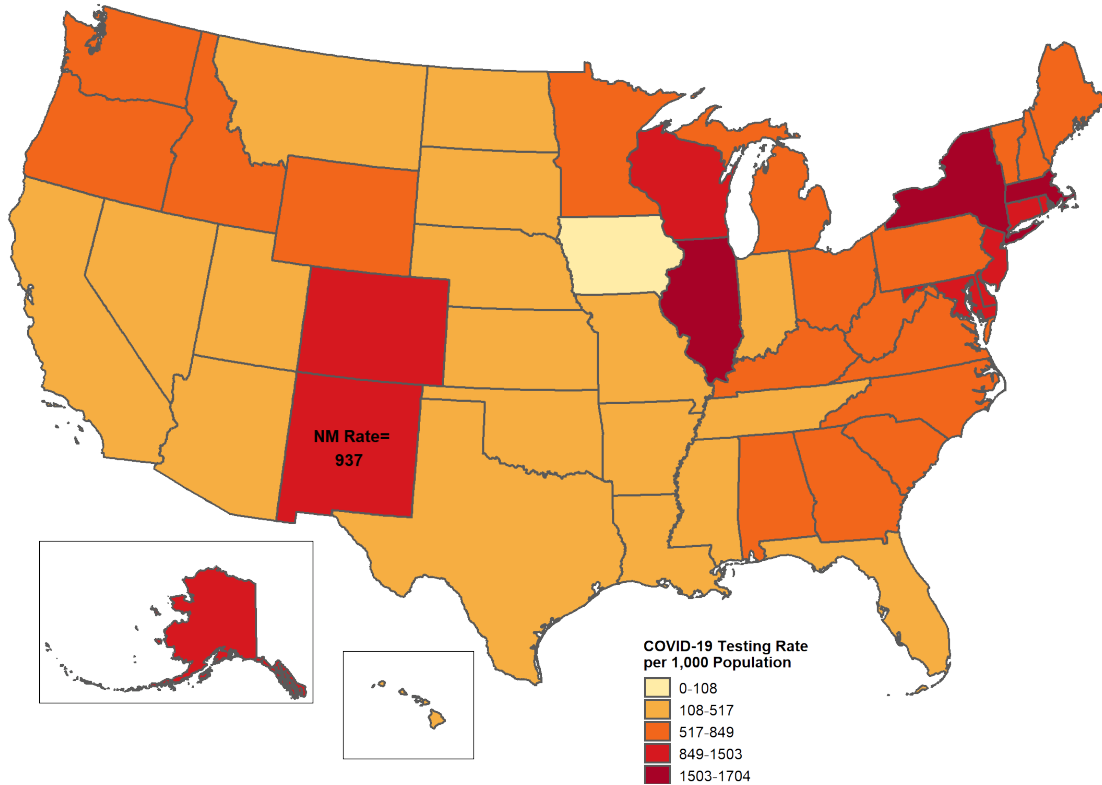 NM Rate=
937
COVID-19 Testing Rate
per 1,000 Population
0-108
108-517
517-849
849-1503
1503-1704